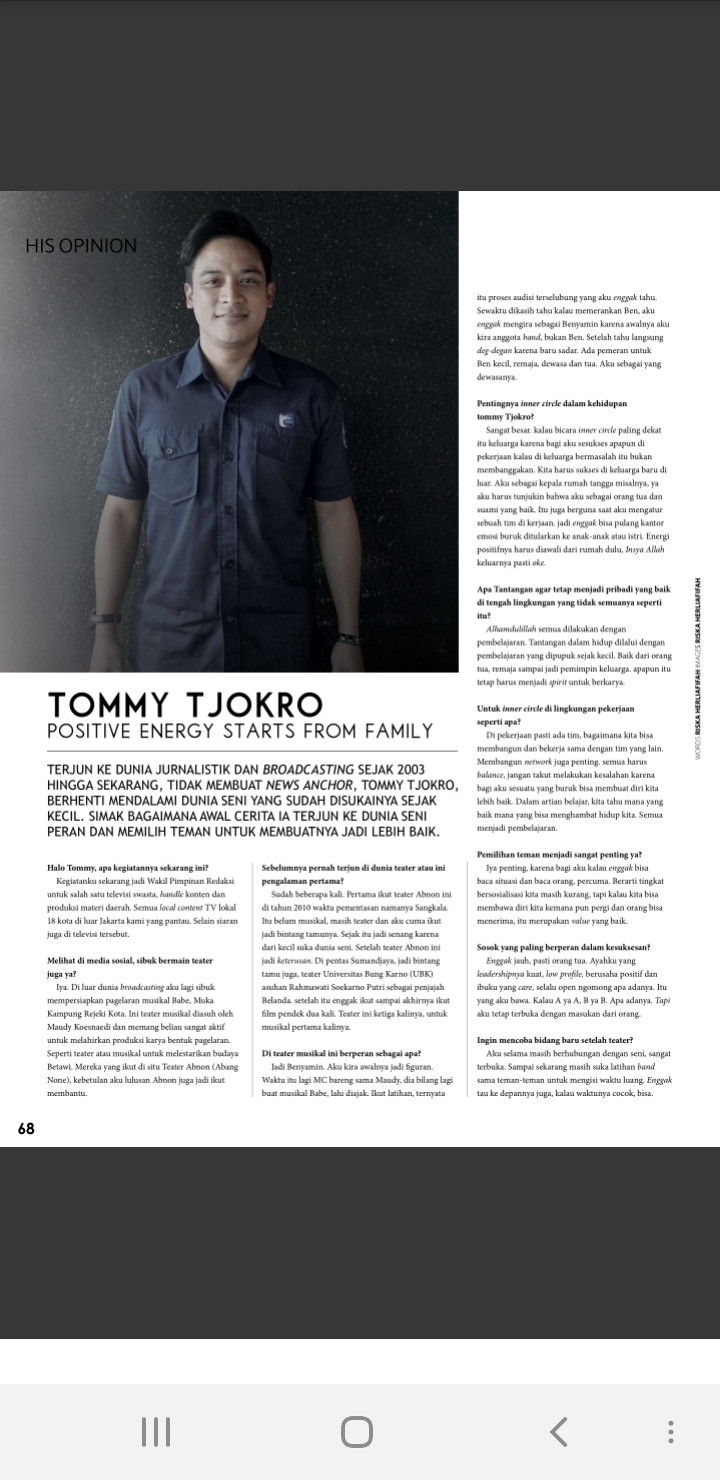 HIS OPINION
TOMMY TJOKRO
POSITIVE ENERGY STARTS FROM FAMILY
TERJUN KE DUNIA JURNALISTIK DAN BROADCASTING SEJAK 2003
HINGGA SEKARANG, TIDAK MEMBUAT NEWS ANCHOR, TOMMY TJOKRO,
BERHENTI MENDALAMI DUNIA SENI YANG SUDAH DISUKAINYA SEJAK
KECIL. SIMAK BAGAIMANA AWAL CERITA IA TERJUN KE DUNIA SENI
PERAN DAN MEMILIH TEMAN UNTUK MEMBUATNYA JADI LEBIH BAIK.
Halo Tommy, apa kegiatannya sekarang ini?
Kegiatanku sekarang jadi Wakil Pimpinan Redaksi
untuk salah satu televisi swasta, handle konten dan
produksi materi daerah. Semua local content TV lokal
18 kota di luar Jakarta kami yang pantau. Selain siaran
juga di televisi tersebut.
Melihat di media sosial, sibuk bermain teater
juga ya?
Iya. Di luar dunia broadcasting aku lagi sibuk
mempersiapkan pagelaran musikal Babe, Muka
Kampung Rejeki Kota. Ini teater musikal diasuh oleh
Maudy Koesnaedi dan memang beliau sangat aktif
untuk melahirkan produksi karya bentuk pagelaran.
Seperti teater atau musikal untuk melestarikan budaya
Betawi. Mereka yang ikut di situ Teater Abnon (Abang
None), kebetulan aku lulusan Abnon juga jadi ikut
membantu.
Sebelumnya pernah terjun di dunia teater atau ini
pengalaman pertama?
Sudah beberapa kali. Pertama ikut teater Abnon ini
di tahun 2010 waktu pementasan namanya Sangkala.
Itu belum musikal, masih teater dan aku cuma ikut
jadi bintang tamunya. Sejak itu jadi senang karena
dari kecil suka dunia seni. Setelah teater Abnon ini
jadi keterusan. Di pentas Sumandjaya, jadi bintang
tamu juga, teater Universitas Bung Karno (UBK)
asuhan Rahmawati Soekarno Putri sebagai penjajah
Belanda. setelah itu enggak ikut sampai akhirnya ikut
film pendek dua kali. Teater ini ketiga kalinya, untuk
musikal pertama kalinya.
Di teater musikal ini berperan sebagai apa?
Jadi Benyamin. Aku kira awalnya jadi figuran.
Waktu itu lagi MC bareng sama Maudy, dia bilang lagi
buat musikal Babe, lalu diajak. Ikut latihan, ternyata
itu proses audisi terselubung yang aku enggak tahu.
Sewaktu dikasih tahu kalau memerankan Ben, aku
enggak mengira sebagai Benyamin karena awalnya aku
kira anggota band, bukan Ben. Setelah tahu langsung
deg-degan karena baru sadar. Ada pemeran untuk
Ben kecil, remaja, dewasa dan tua. Aku sebagai yang
dewasanya.
Pentingnya inner circle dalam kehidupan
tommy Tjokro?
Sangat besar. kalau bicara inner circle paling dekat
itu keluarga karena bagi aku sesukses apapun di
pekerjaan kalau di keluarga bermasalah itu bukan
membanggakan. Kita harus sukses di keluarga baru di
luar. Aku sebagai kepala rumah tangga misalnya, ya
aku harus tunjukin bahwa aku sebagai orang tua dan
suami yang baik. Itu juga berguna saat aku mengatur
sebuah tim di kerjaan. jadi enggak bisa pulang kantor
emosi buruk ditularkan ke anak-anak atau istri. Energi
positifnya harus diawali dari rumah dulu, Insya Allah
keluarnya pasti oke.
Apa Tantangan agar tetap menjadi pribadi yang baik
di tengah lingkungan yang tidak semuanya seperti
itu?
Alhamdulillah semua dilakukan dengan
pembelajaran. Tantangan dalam hidup dilalui dengan
pembelajaran yang dipupuk sejak kecil. Baik dari orang
tua, remaja sampai jadi pemimpin keluarga. apapun itu
tetap harus menjadi spirit untuk berkarya.
Untuk inner circle di lingkungan pekerjaan
seperti apa?
Di pekerjaan pasti ada tim, bagaimana kita bisa
membangun dan bekerja sama dengan tim yang lain.
Membangun network juga penting. semua harus
balance, jangan takut melakukan kesalahan karena
bagi aku sesuatu yang buruk bisa membuat diri kita
lebih baik. Dalam artian belajar, kita tahu mana yang
baik mana yang bisa menghambat hidup kita. Semua
menjadi pembelajaran.
Pemilihan teman menjadi sangat penting ya?
Iya penting, karena bagi aku kalau enggak bisa
baca situasi dan baca orang, percuma. Berarti tingkat
bersosialisasi kita masih kurang, tapi kalau kita bisa
membawa diri kita kemana pun pergi dan orang bisa
menerima, itu merupakan value yang baik.
Sosok yang paling berperan dalam kesuksesan?
Enggak jauh, pasti orang tua. Ayahku yang
leadershipnya kuat, low profile, berusaha positif dan
ibuku yang care, selalu open ngomong apa adanya. Itu
yang aku bawa. Kalau A ya A, B ya B. Apa adanya. Tapi
aku tetap terbuka dengan masukan dari orang.
Ingin mencoba bidang baru setelah teater?
Aku selama masih berhubungan dengan seni, sangat
terbuka. Sampai sekarang masih suka latihan band
sama teman-teman untuk mengisi waktu luang. Enggak
tau ke depannya juga, kalau waktunya cocok, bisa.
WORDS RISKA HERLIAFIFAH IMAGES RISKA HERLIAFIFAH
68